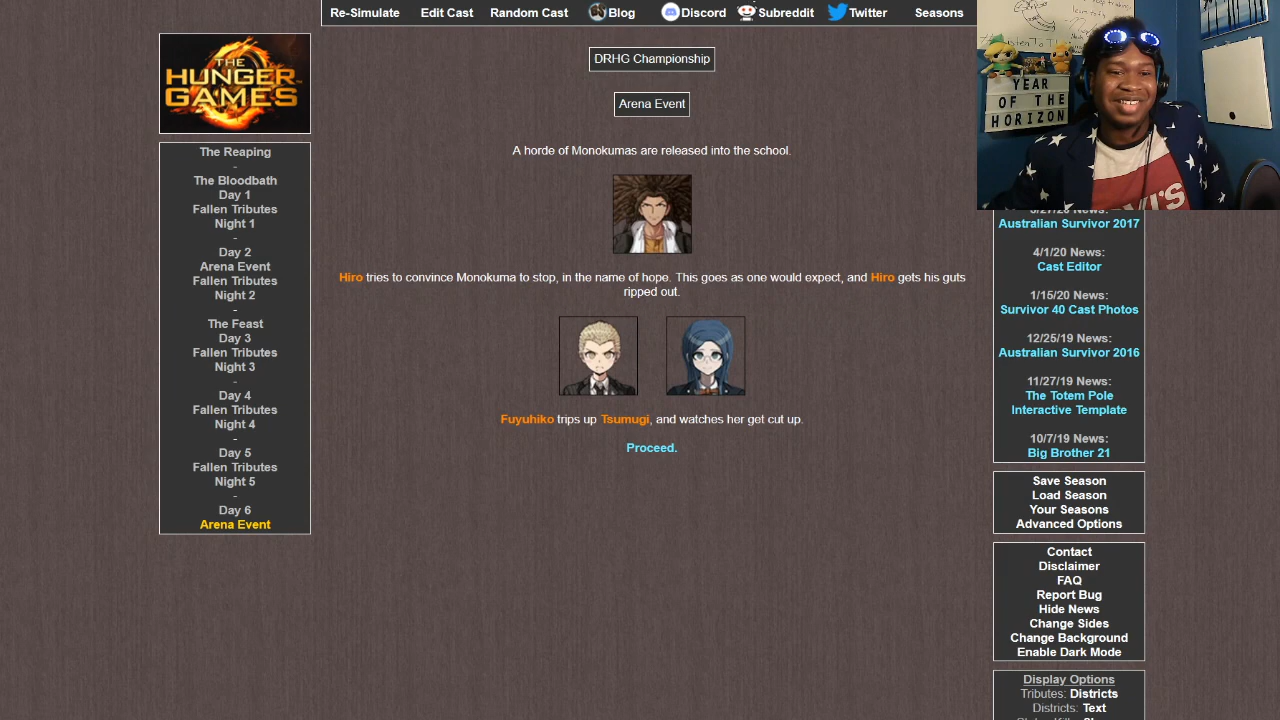 Re-Simulate Edit Cast Random Cast Blog Discord Subreddit Twitter Seasons
THE
HUNGER
GAMES
The Reaping
-
The Bloodbath
Day 1
Fallen Tributes
Night 1
-
Day 2
Arena Event
Fallen Tributes
Night 2
-
The Feast
Day 3
Fallen Tributes
Night 3
-
Day 4
Fallen Tributes
Night 4
-
Day 5
Fallen Tributes
Night 5
-
Day 6
Arena Event
DRHG Championship
Arena Event
A horde of Monokumas are released into the school.
Hiro tries to convince Monokuma to stop, in the name of hope. This goes as one would expect, and Hiro gets his guts
ripped out.
Fuyuhiko trips up Tsumugi, and watches her get cut up.
Proceed.
YEAR
OF THE
HORIZON
News:
Australian Survivor 2017
4/1/20 News:
Cast Editor
1/15/20 News:
Survivor 40 Cast Photos
12/25/19 News:
Australian Survivor 2016
11/27/19 News:
The Totem Pole
Interactive Template
10/7/19 News:
Big Brother 21
Save Season
Load Season
Your Seasons
Advanced Options
Contact
Disclaimer
FAQ
Report Bug
Hide News
Change Sides
Change Background
Enable Dark Mode
Display Options
Tributes: Districts
Districts: Text